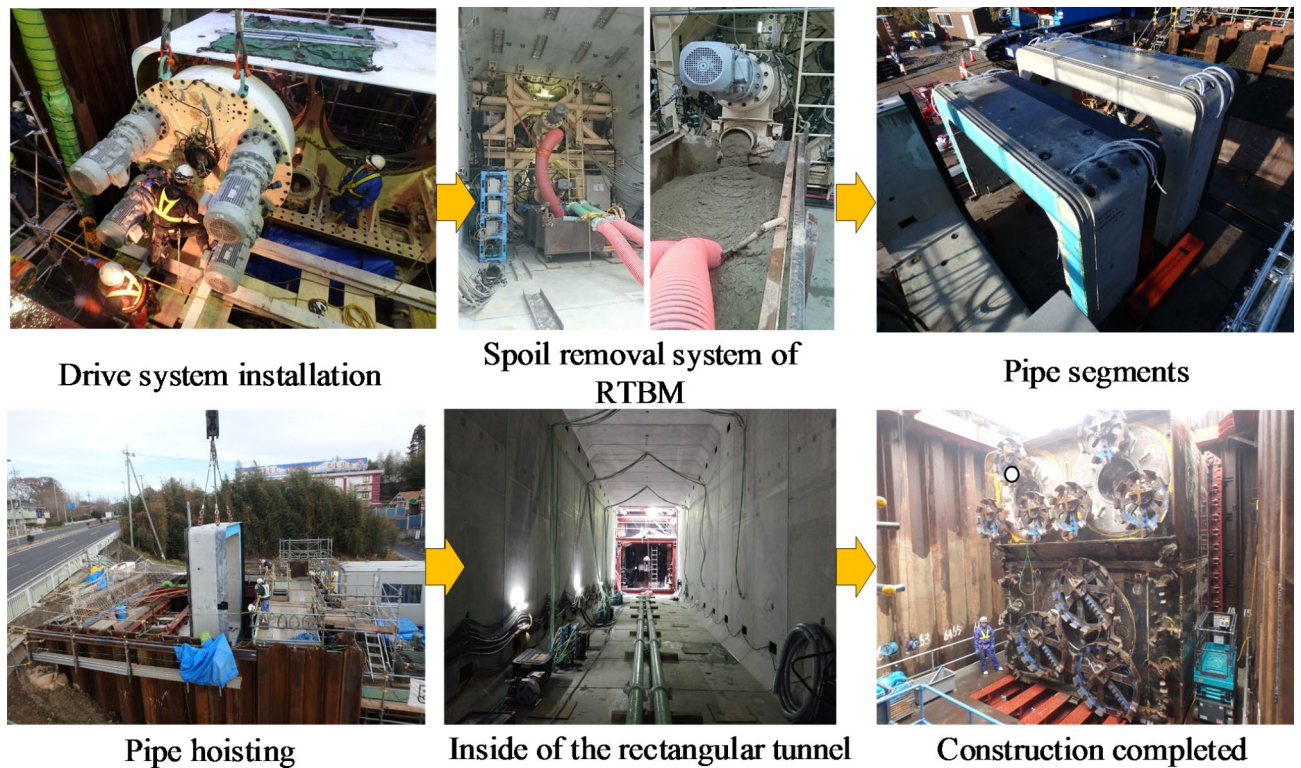 Drive system installation
Spoil removal system of
RTBM
Pipe segments
Pipe hoisting
Inside of the rectangular tunnel
Construction completed